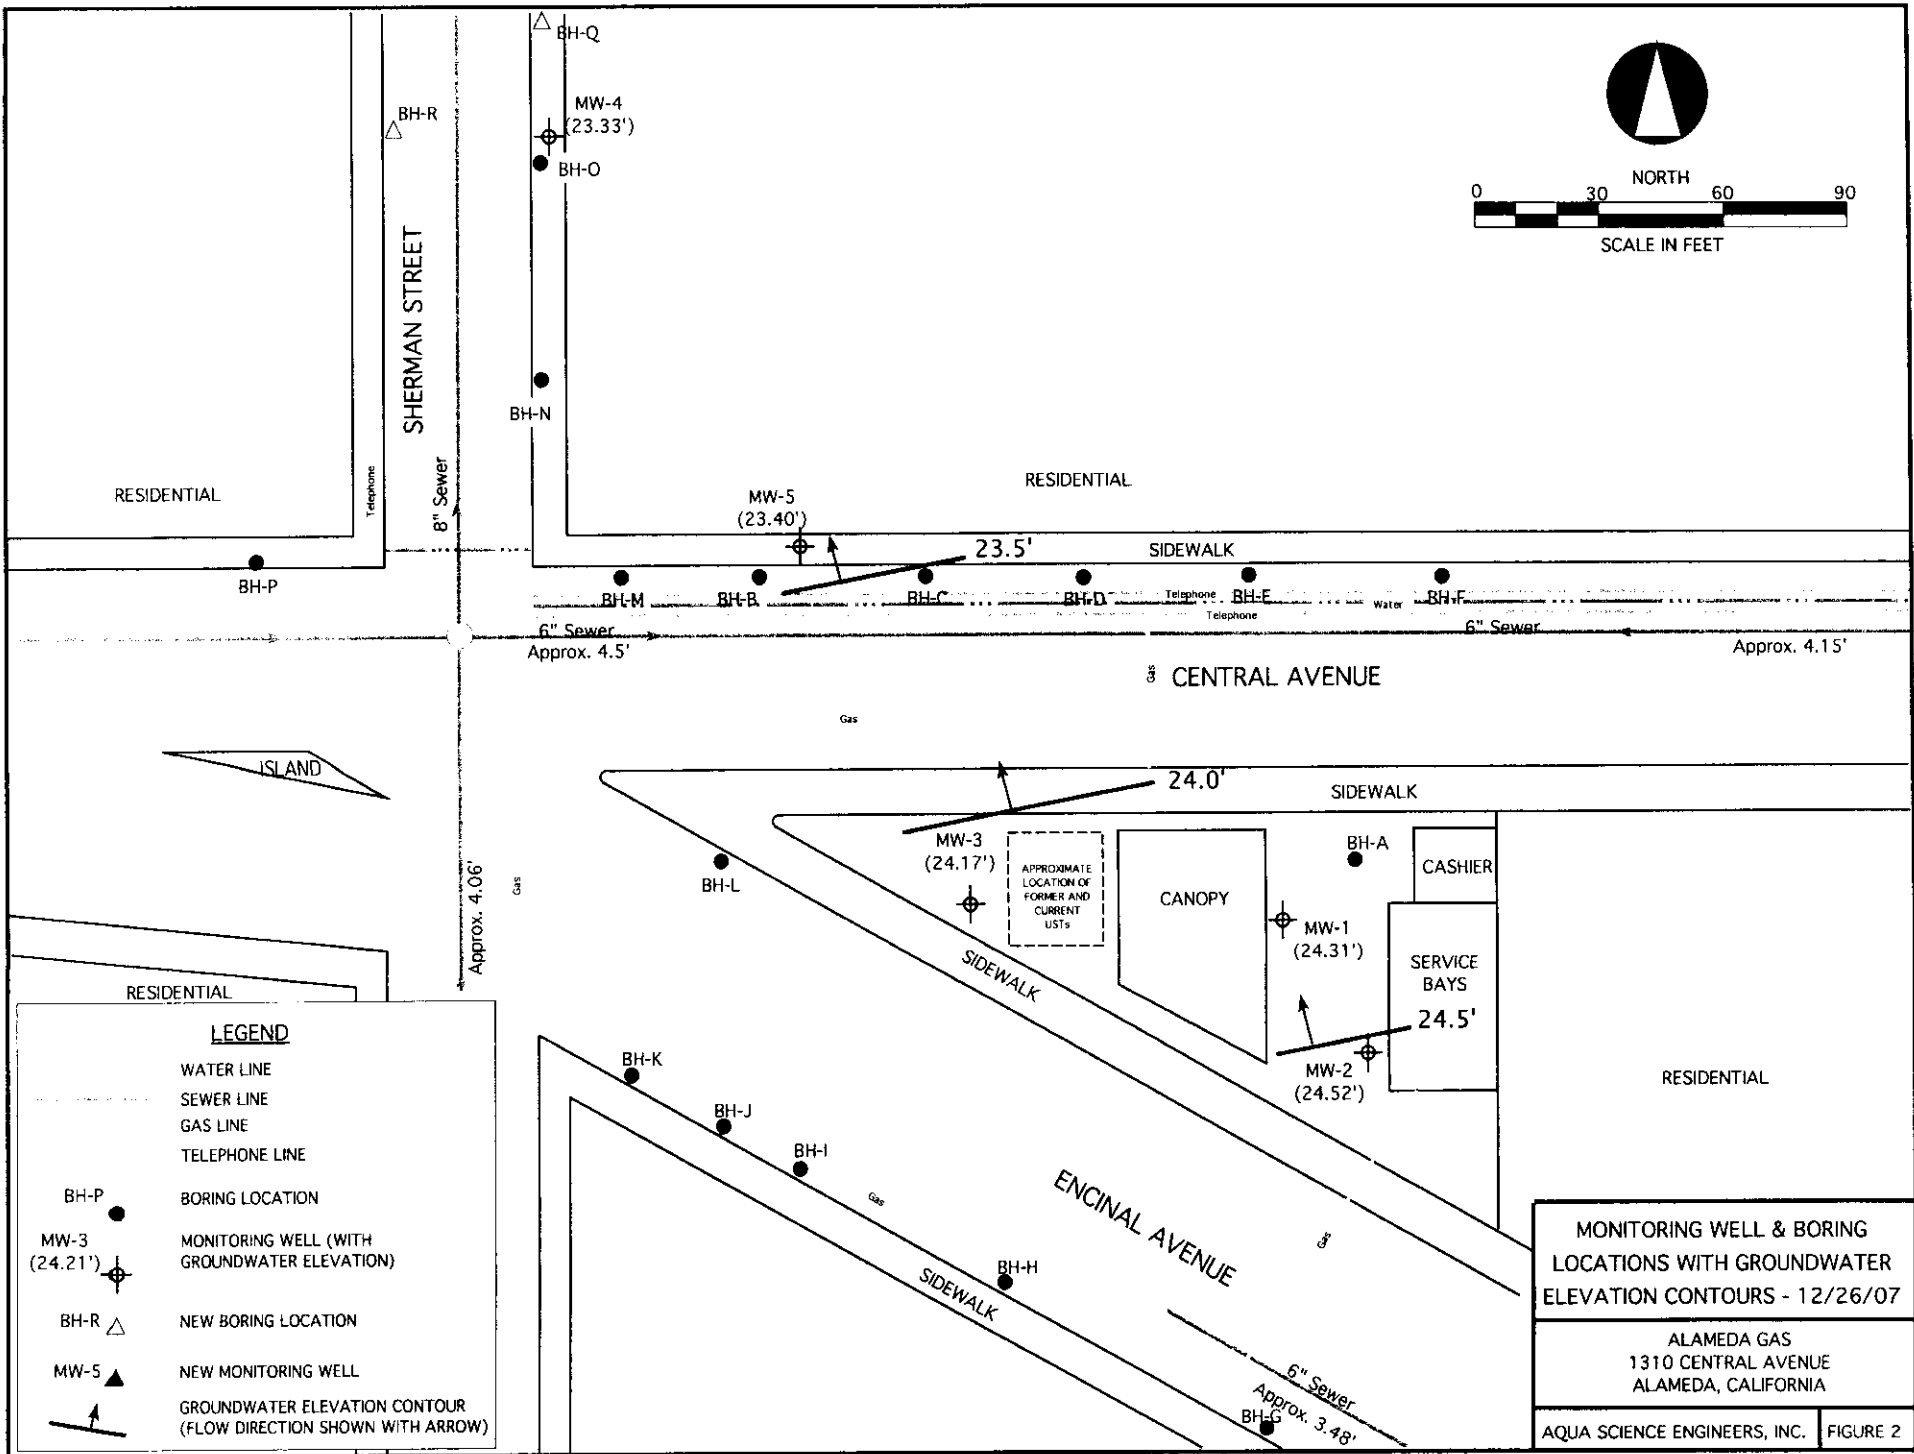 BH-Q
BH-R
MW-4
(23.33')
BH-O
NORTH
0 30 60 90
SCALE IN FEET
SHERMAN STREET
BH-N
8" Sewer
Telephone
RESIDENTIAL
MW-5
(23.40')
RESIDENTIAL
23.5'
SIDEWALK
BH-P
BH-M
BH-B
BH-C
BH-D
Telephone
BH-E
Water
BH-F
Telephone
6" Sewer
Approx. 4.5'
6" Sewer
Approx. 4.15'
Gas
CENTRAL AVENUE
Gas
ISLAND
24.0'
SIDEWALK
MW-3
(24.17')
APPROXIMATE
LOCATION OF
FORMER AND
CURRENT
USTs
CANOPY
BH-A
CASHIER
BH-L
Gas
Approx. 4.06'
MW-1
(24.31')
SERVICE
BAYS
SIDEWALK
24.5'
MW-2
(24.52')
RESIDENTIAL
RESIDENTIAL
LEGEND
WATER LINE
SEWER LINE
GAS LINE
TELEPHONE LINE
BH-P
BORING LOCATION
MW-3
(24.21')
MONITORING WELL (WITH
GROUNDWATER ELEVATION)
BH-R
NEW BORING LOCATION
MW-5
NEW MONITORING WELL
GROUNDWATER ELEVATION CONTOUR
(FLOW DIRECTION SHOWN WITH ARROW)
BH-K
BH-J
BH-I
Gas
ENCINAL AVENUE
Gas
BH-H
SIDEWALK
6" Sewer
Approx. 3.48'
BH-G
MONITORING WELL & BORING
LOCATIONS WITH GROUNDWATER
ELEVATION CONTOURS - 12/26/07
ALAMEDA GAS
1310 CENTRAL AVENUE
ALAMEDA, CALIFORNIA
AQUA SCIENCE ENGINEERS, INC.
FIGURE 2